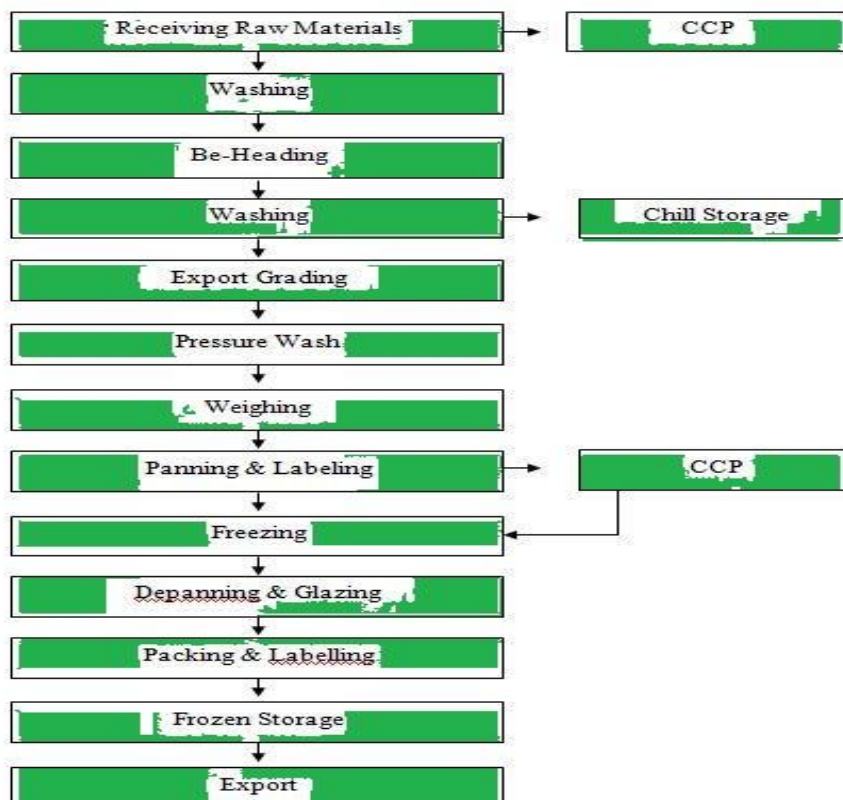 Receiving Raw Materials
CCP
Washing
Be-Heading
Washing
Chill Storage
Export Grading
Pressure Wash
Weighing
Panning & Labeling
CCP
Freezing
Depanning & Glazing
Packing & Labelling
Frozen Storage
Export